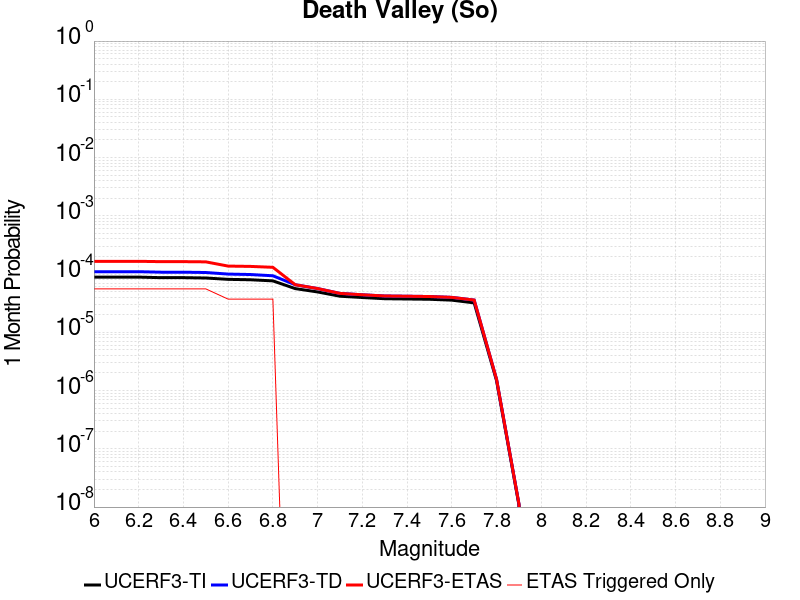 Death Valley (So)
1 Month Probability
10^0
10^-1
10^-2
10^-3
10^-4
10^-5
10^-6
10^-7
10^-8
6 6.2 6.4 6.6 6.8 7 7.2 7.4 7.6 7.8 8 8.2 8.4 8.6 8.8 9
Magnitude
UCERF3-TI UCERF3-TD UCERF3-ETAS ETAS Triggered Only